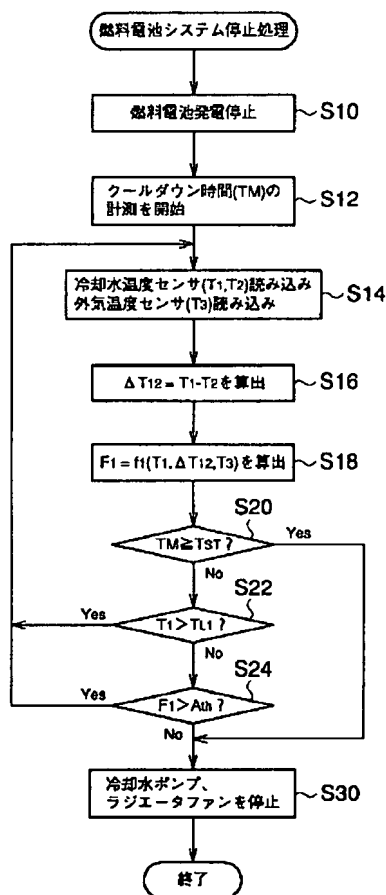 燃料電池システム停止処理
燃料電池発電停止
S10
クールダウン時間(TM)の
計測を開始
S12
冷却水温度センサ(T1,T2)読み込み
外気温度センサ(T3)読み込み
S14
ΔT12 = T1-T2を算出
S16
F1 = f1(T1,ΔT12,T3)を算出
S18
S20
TM≧TST ?
Yes
No
S22
T1>TL1 ?
Yes
No
S24
F1>Ath ?
Yes
No
冷却水ポンプ、
ラジエータファンを停止
S30
終了